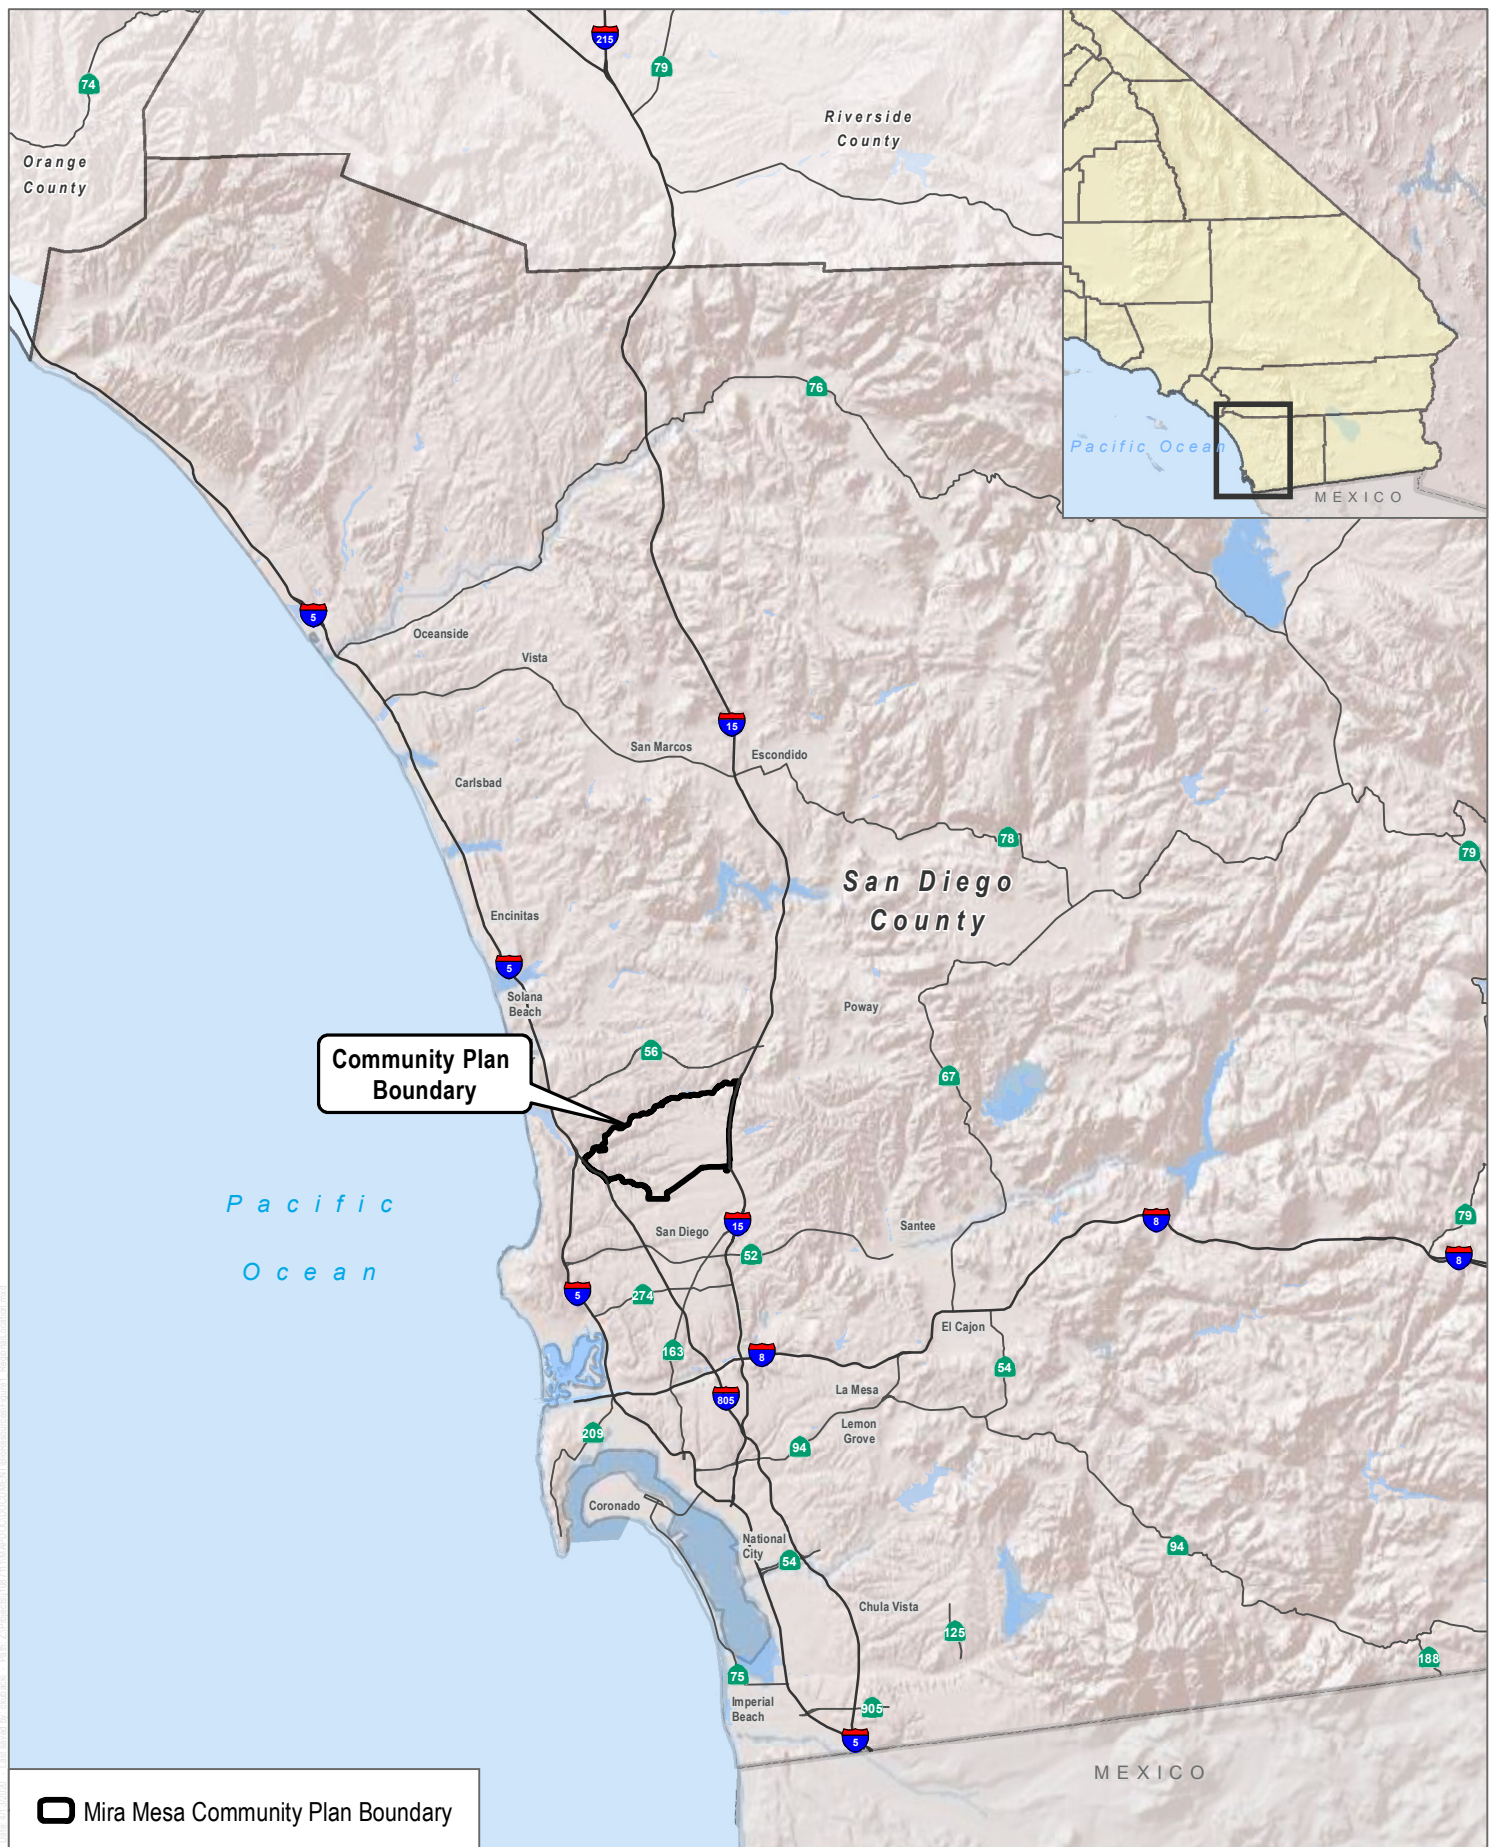 215
79
74
Riverside
County
Orange
County
Pacific Ocean
MEXICO
76
5
Oceanside
Vista
15
San Marcos
Escondido
Carlsbad
78
79
San Diego
County
Encinitas
5
Solana
Beach
Poway
Community Plan
Boundary
56
67
Pacific
Ocean
San Diego
15
Santee
8
79
52
8
5
274
El Cajon
163
8
54
La Mesa
805
Lemon
Grove
209
94
Coronado
National
City
54
94
Chula Vista
125
188
75
Imperial
Beach
905
5
MEXICO
Mira Mesa Community Plan Boundary